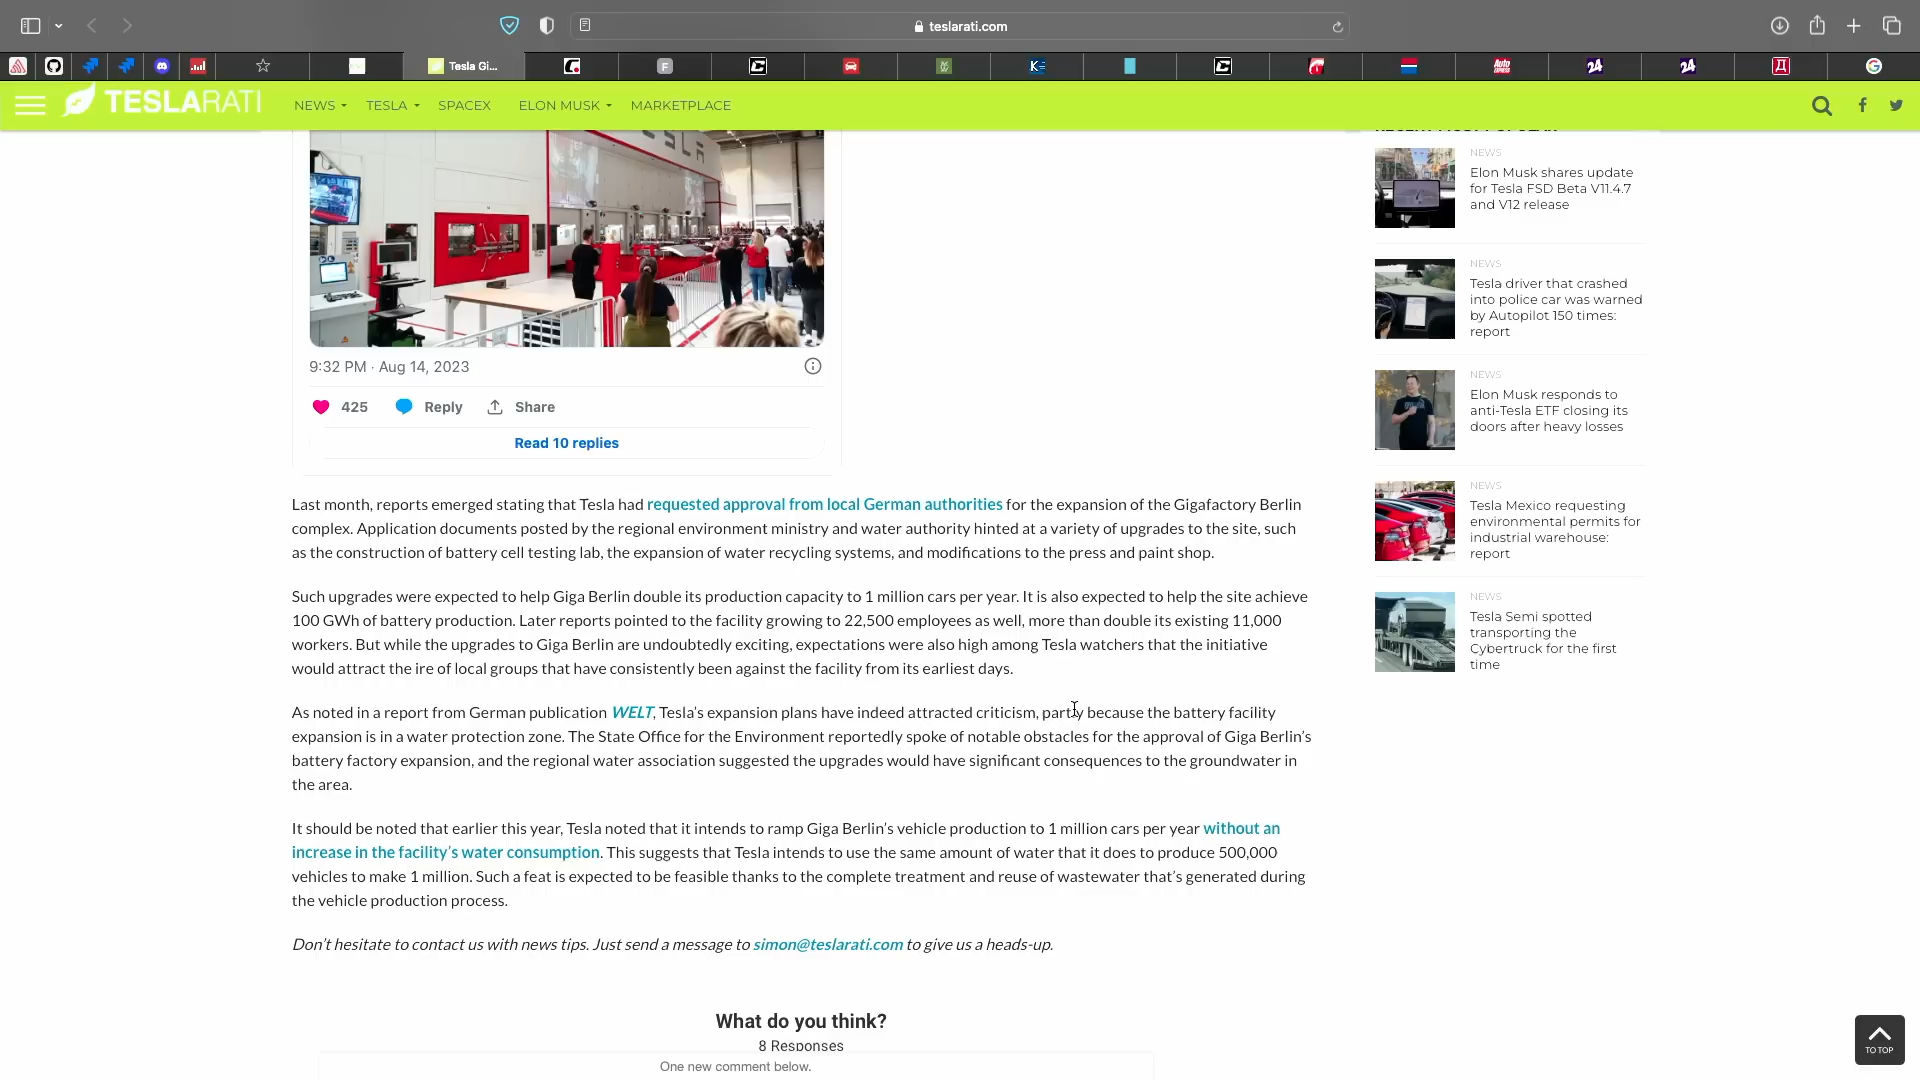 teslarati.com
Tesla Gi...
TESLARATI
NEWS
TESLA
SPACEX
ELON MUSK
MARKETPLACE
TESLA
9:32 PM · Aug 14, 2023
425
Reply
Share
Read 10 replies
Last month, reports emerged stating that Tesla had requested approval from local German authorities for the expansion of the Gigafactory Berlin
complex. Application documents posted by the regional environment ministry and water authority hinted at a variety of upgrades to the site, such
as the construction of battery cell testing lab, the expansion of water recycling systems, and modifications to the press and paint shop.
Such upgrades were expected to help Giga Berlin double its production capacity to 1 million cars per year. It is also expected to help the site achieve
100 GWh of battery production. Later reports pointed to the facility growing to 22,500 employees as well, more than double its existing 11,000
workers. But while the upgrades to Giga Berlin are undoubtedly exciting, expectations were also high among Tesla watchers that the initiative
would attract the ire of local groups that have consistently been against the facility from its earliest days.
As noted in a report from German publication WELT, Tesla's expansion plans have indeed attracted criticism, partly because the battery facility
expansion is in a water protection zone. The State Office for the Environment reportedly spoke of notable obstacles for the approval of Giga Berlin's
battery factory expansion, and the regional water association suggested the upgrades would have significant consequences to the groundwater in
the area.
It should be noted that earlier this year, Tesla noted that it intends to ramp Giga Berlin's vehicle production to 1 million cars per year without an
increase in the facility's water consumption. This suggests that Tesla intends to use the same amount of water that it does to produce 500,000
vehicles to make 1 million. Such a feat is expected to be feasible thanks to the complete treatment and reuse of wastewater that's generated during
the vehicle production process.
Don't hesitate to contact us with news tips. Just send a message to simon@teslarati.com to give us a heads-up.
What do you think?
8 Responses
One new comment below.
NEWS
Elon Musk shares update
for Tesla FSD Beta V11.4.7
and V12 release
NEWS
Tesla driver that crashed
into police car was warned
by Autopilot 150 times:
report
NEWS
Elon Musk responds to
anti-Tesla ETF closing its
doors after heavy losses
NEWS
Tesla Mexico requesting
environmental permits for
industrial warehouse:
report
NEWS
Tesla Semi spotted
transporting the
Cybertruck for the first
time
TO TOP